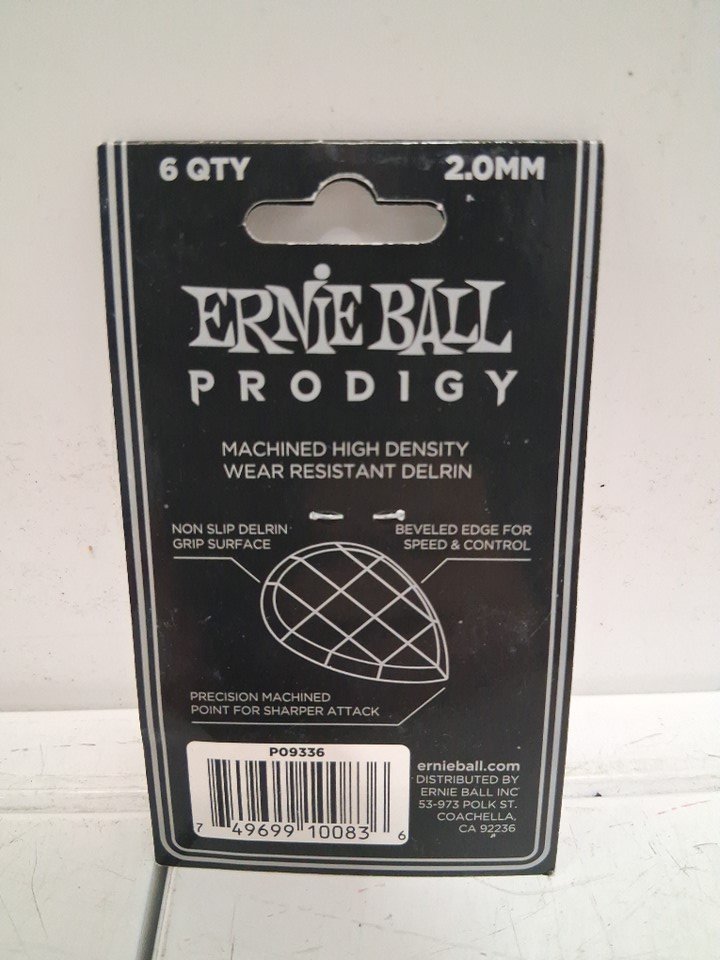 6 QTY 2.0MM
ERNiE BALL
PRODIGY
MACHINED HIGH DENSITY
WEAR RESISTANT DELRIN
NON SLIP DELRIN
GRIP SURFACE
BEVELED EDGE FOR
SPEED & CONTROL
PRECISION MACHINED
POINT FOR SHARPER ATTACK
P09336
7 49699 10083 6
ernieball.com
DISTRIBUTED BY
ERNIE BALL INC
53-973 POLK ST.
COACHELLA,
CA 92236